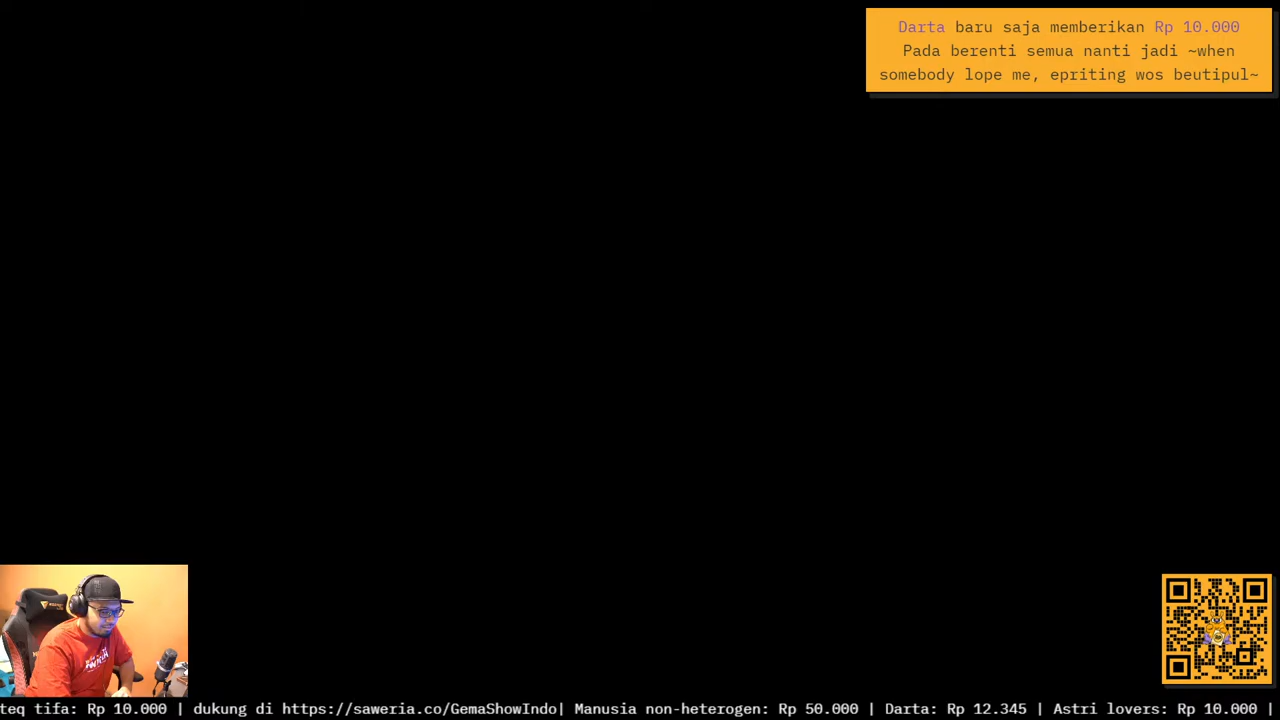 Darta baru saja memberikan Rp 10.000
Pada berenti semua nanti jadi ~when
somebody lope me, epriting wos beutipul~
teq tifa: Rp 10.000 | dukung di https://saweria.co/GemaShowIndo| Manusia non-heterogen: Rp 50.000 | Darta: Rp 12.345 | Astri lovers: Rp 10.000 |